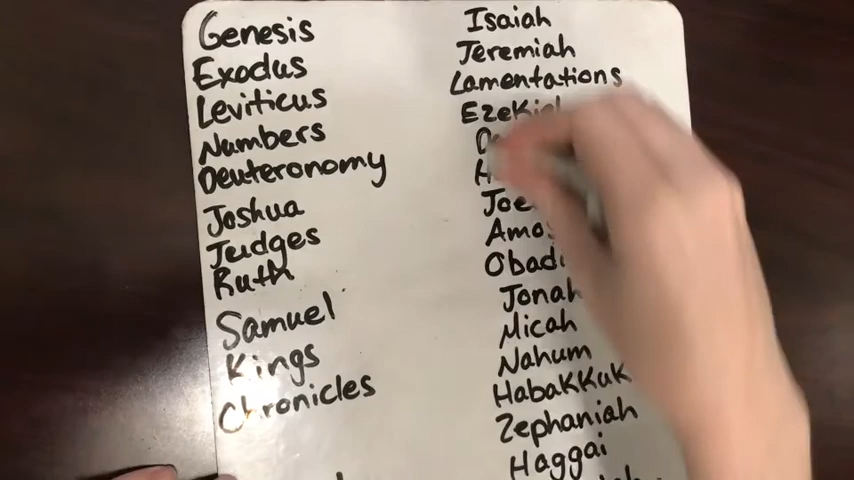 Genesis
Exodus
Leviticus
Numbers
Deuteronomy
Joshua
Judges
Ruth
Samuel
Kings
Chronicles
Isaiah
Jeremiah
Lamentations
Jonah
Micah
Nahum
Habakkuk
Zephaniah
Haggai